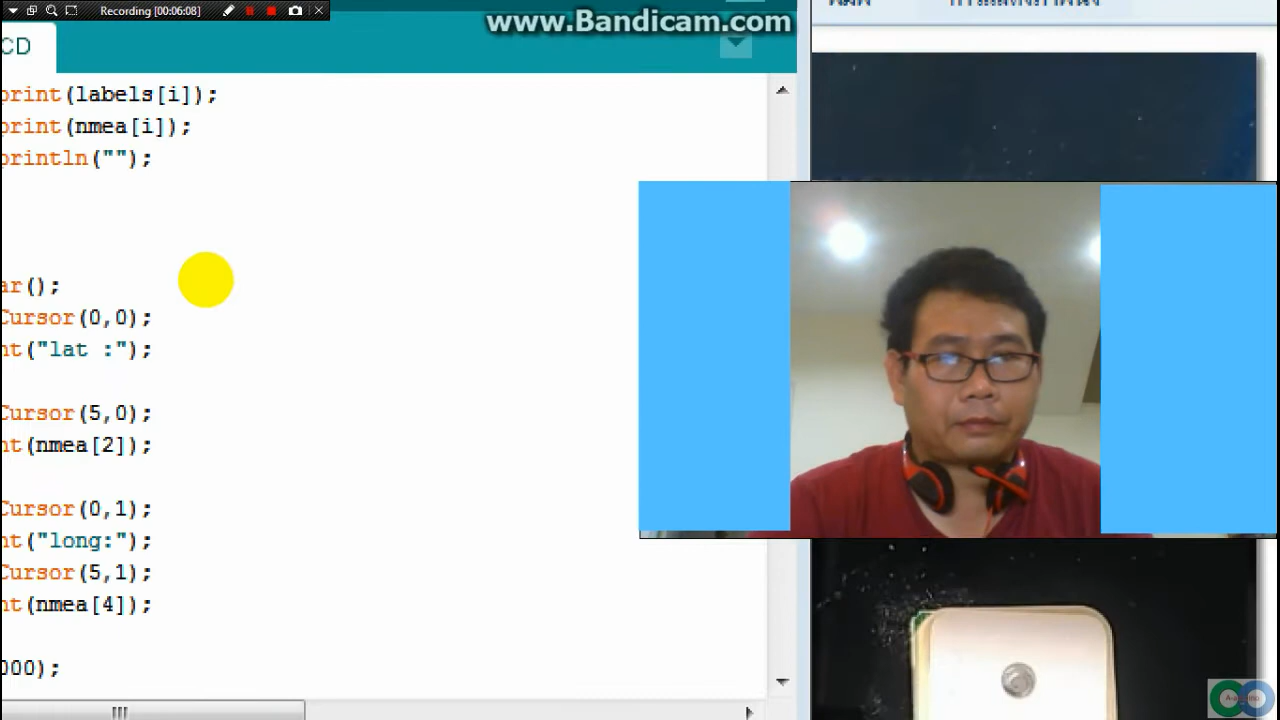 Recording [00:06:08]
www.Bandicam.com
CD
print(labels[i]);
print(nmea[i]);
println("");
ar();
Cursor(0,0);
nt("lat :");
Cursor(5,0);
nt(nmea[2]);
Cursor(0,1);
nt("long:");
Cursor(5,1);
nt(nmea[4]);
000);